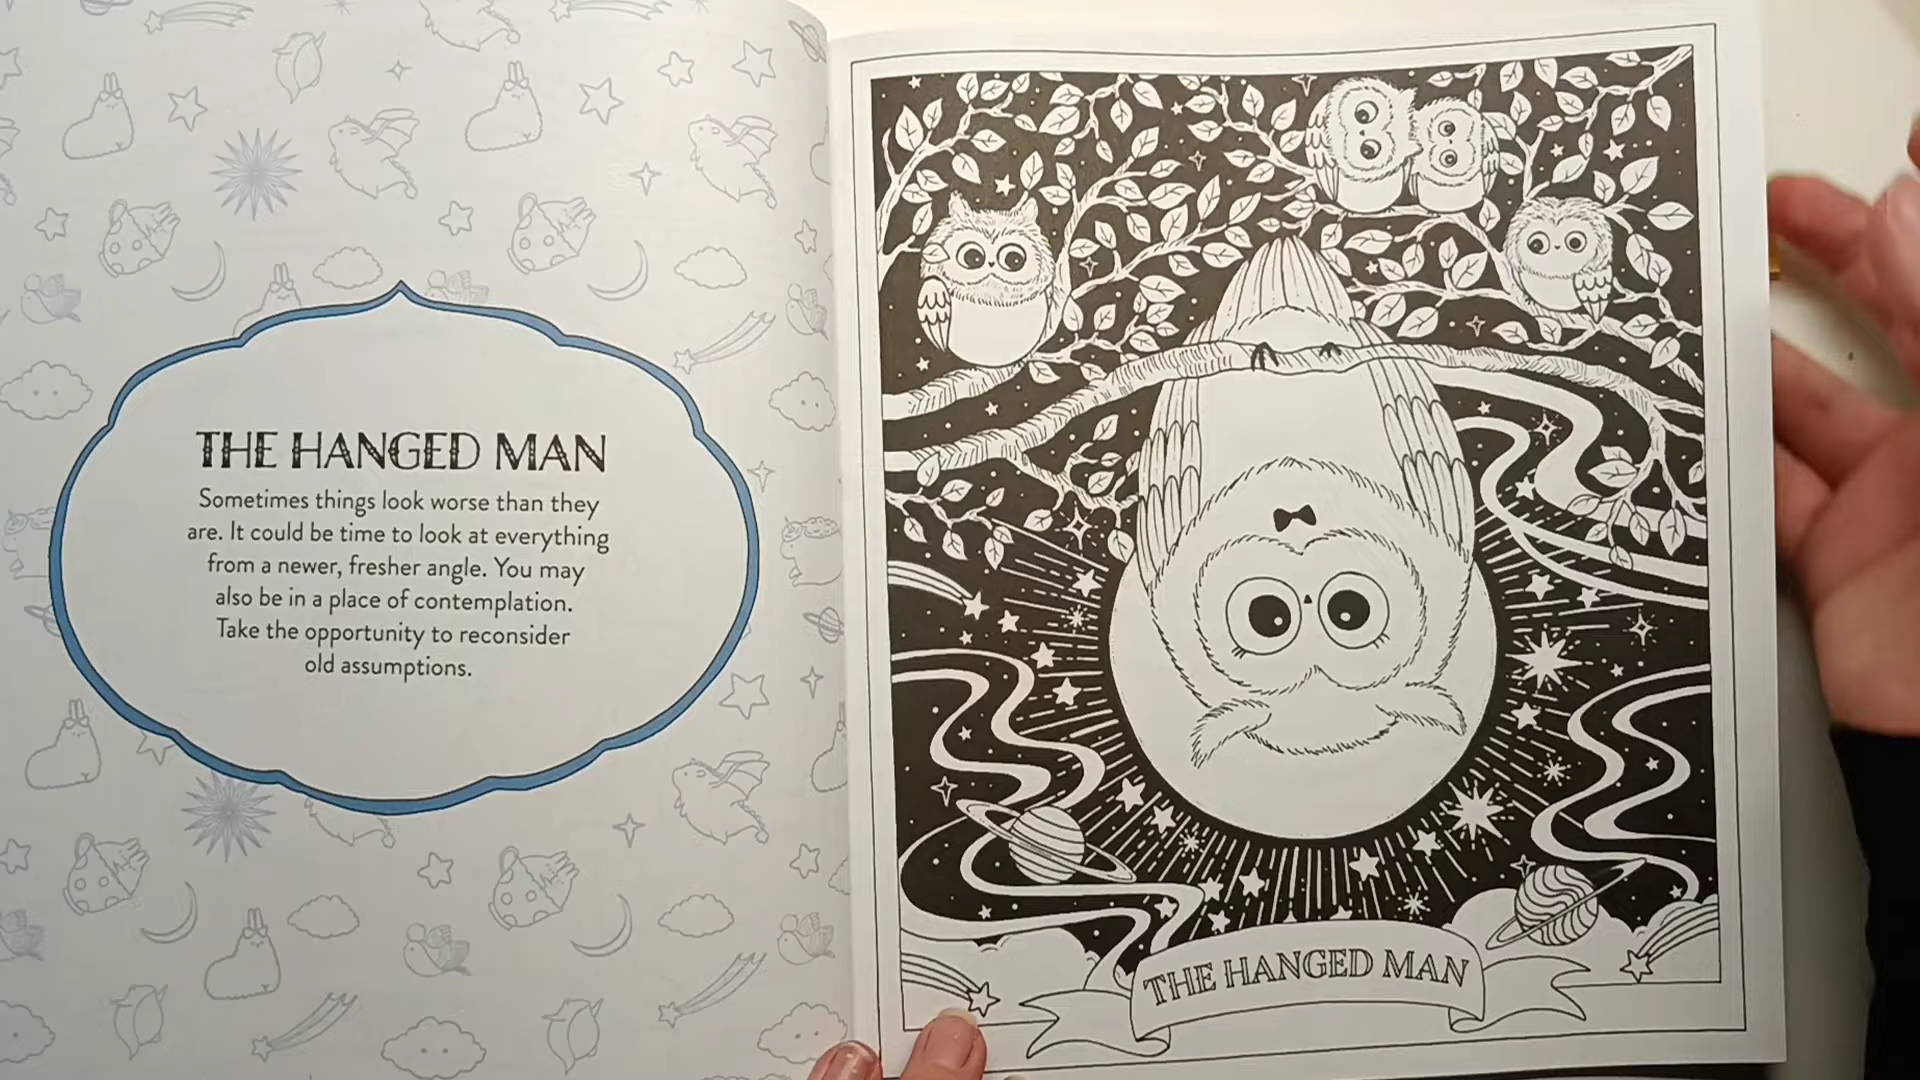 THE HANGED MAN
Sometimes things look worse than they
are. It could be time to look at everything
from a newer, fresher angle. You may
also be in a place of contemplation.
Take the opportunity to reconsider
old assumptions.
THE HANGED MAN